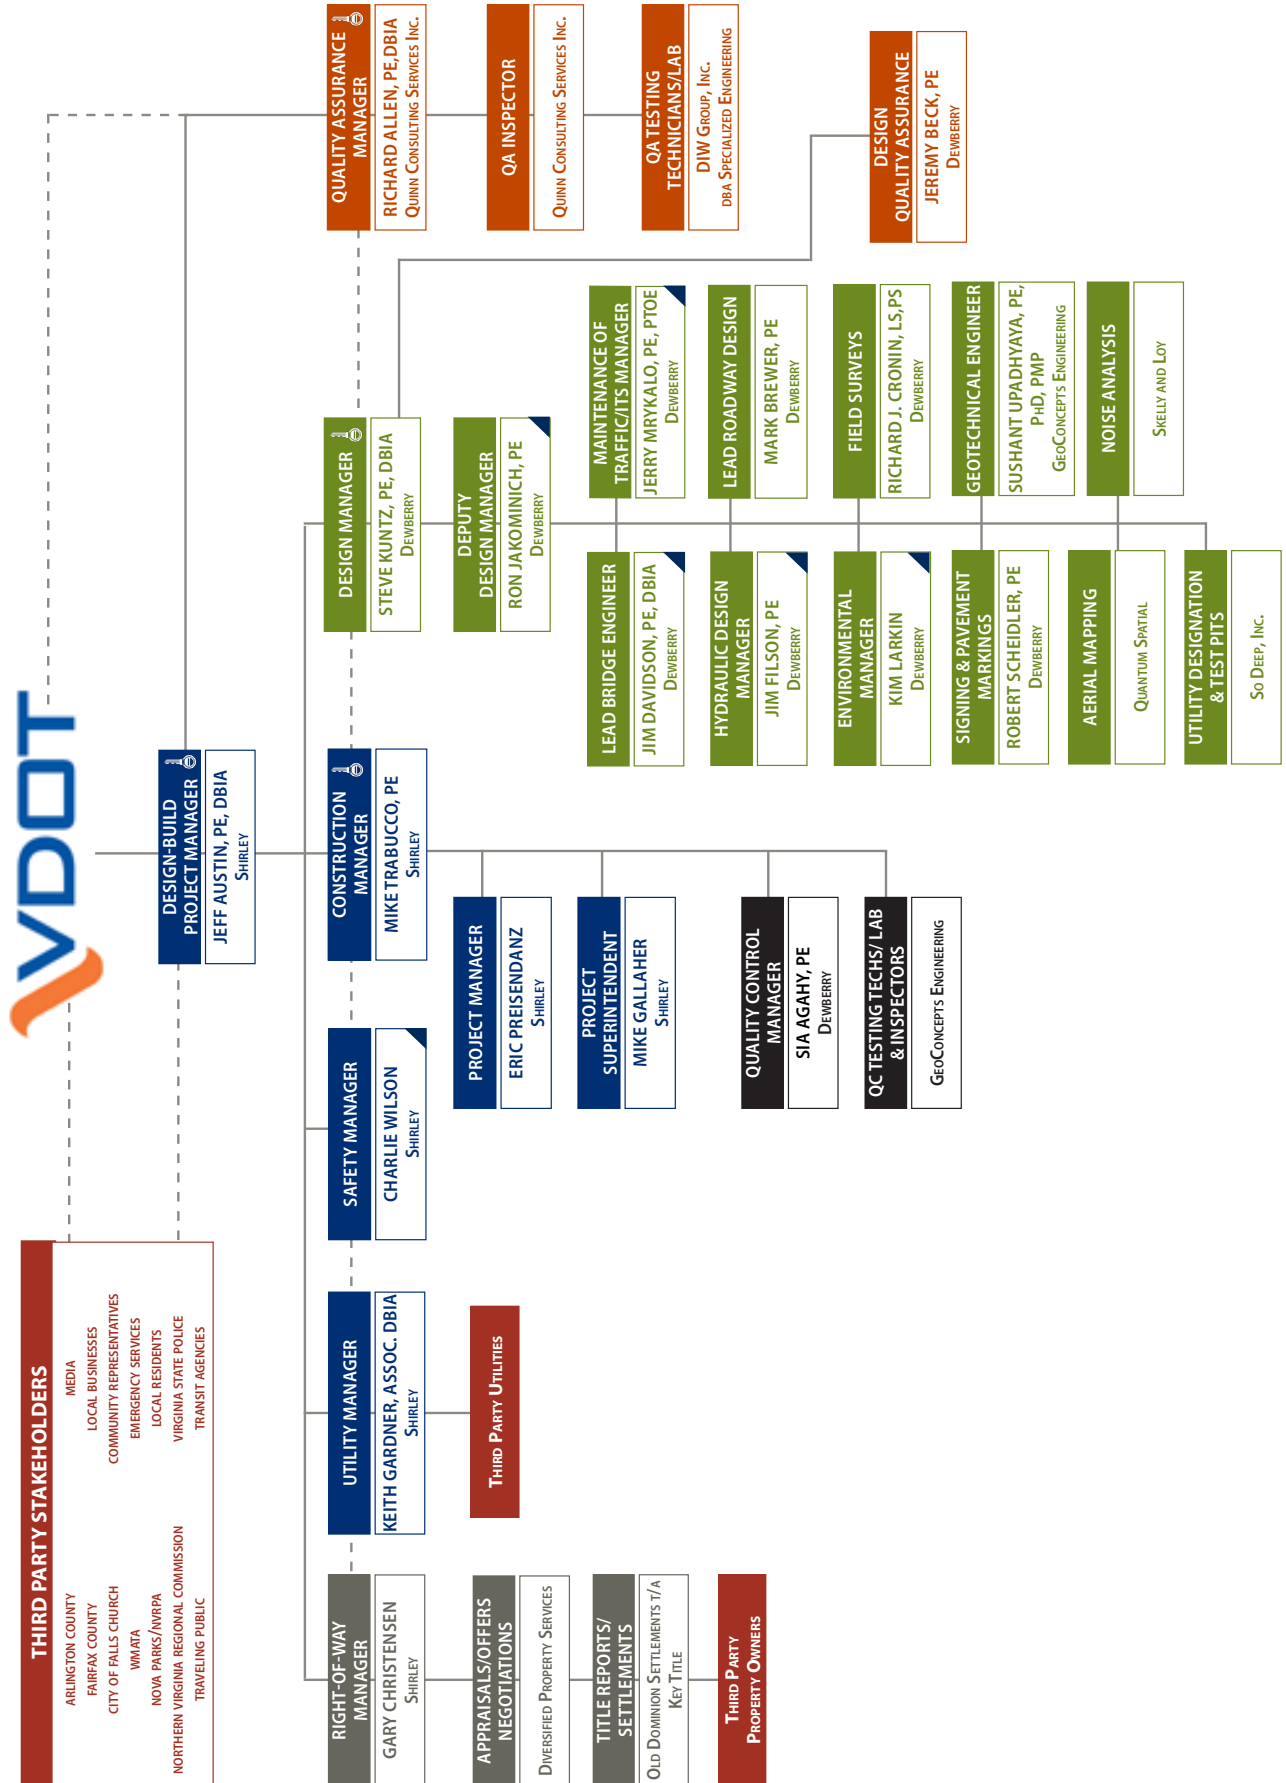 VDOT
THIRD PARTY STAKEHOLDERS
ARLINGTON COUNTY
FAIRFAX COUNTY
CITY OF FALLS CHURCH
WMATA
NOVA PARKS/NVRPA
NORTHERN VIRGINIA REGIONAL COMMISSION
TRAVELING PUBLIC
MEDIA
LOCAL BUSINESSES
COMMUNITY REPRESENTATIVES
EMERGENCY SERVICES
LOCAL RESIDENTS
VIRGINIA STATE POLICE
TRANSIT AGENCIES
DESIGN-BUILD
PROJECT MANAGER
JEFF AUSTIN, PE, DBIA
SHIRLEY
RIGHT-OF-WAY
MANAGER
GARY CHRISTENSEN
SHIRLEY
APPRAISALS/OFFERS
NEGOTIATIONS
DIVERSIFIED PROPERTY SERVICES
TITLE REPORTS/
SETTLEMENTS
OLD DOMINION SETTLEMENTS T/A
KEY TITLE
THIRD PARTY
PROPERTY OWNERS
UTILITY MANAGER
KEITH GARDNER, ASSOC. DBIA
SHIRLEY
THIRD PARTY UTILITIES
SAFETY MANAGER
CHARLIE WILSON
SHIRLEY
CONSTRUCTION
MANAGER
MIKE TRABUCCO, PE
SHIRLEY
PROJECT MANAGER
ERIC PREISENDANZ
SHIRLEY
PROJECT
SUPERINTENDENT
MIKE GALLAHER
SHIRLEY
QUALITY CONTROL
MANAGER
SIA AGAHY, PE
DEWBERRY
QC TESTING TECHS/ LAB
& INSPECTORS
GEOCONCEPTS ENGINEERING
DESIGN MANAGER
STEVE KUNTZ, PE, DBIA
DEWBERRY
DEPUTY
DESIGN MANAGER
RON JAKOMINICH, PE
DEWBERRY
LEAD BRIDGE ENGINEER
JIM DAVIDSON, PE, DBIA
DEWBERRY
MAINTENANCE OF
TRAFFIC/ITS MANAGER
JERRY MRYKALO, PE, PTOE
DEWBERRY
HYDRAULIC DESIGN
MANAGER
JIM FILSON, PE
DEWBERRY
LEAD ROADWAY DESIGN
MARK BREWER, PE
DEWBERRY
ENVIRONMENTAL
MANAGER
KIM LARKIN
DEWBERRY
FIELD SURVEYS
RICHARD J. CRONIN, LS,PS
DEWBERRY
SIGNING & PAVEMENT
MARKINGS
ROBERT SCHEIDLER, PE
DEWBERRY
GEOTECHNICAL ENGINEER
SUSHANT UPADHYAYA, PE,
PHD, PMP
GEOCONCEPTS ENGINEERING
AERIAL MAPPING
QUANTUM SPATIAL
NOISE ANALYSIS
SKELLY AND LOY
UTILITY DESIGNATION
& TEST PITS
SO DEEP, INC.
QUALITY ASSURANCE
MANAGER
RICHARD ALLEN, PE,DBIA
QUINN CONSULTING SERVICES INC.
QA INSPECTOR
QUINN CONSULTING SERVICES INC.
QA TESTING
TECHNICIANS/LAB
DIW GROUP, INC.
DBA SPECIALIZED ENGINEERING
DESIGN
QUALITY ASSURANCE
JEREMY BECK, PE
DEWBERRY